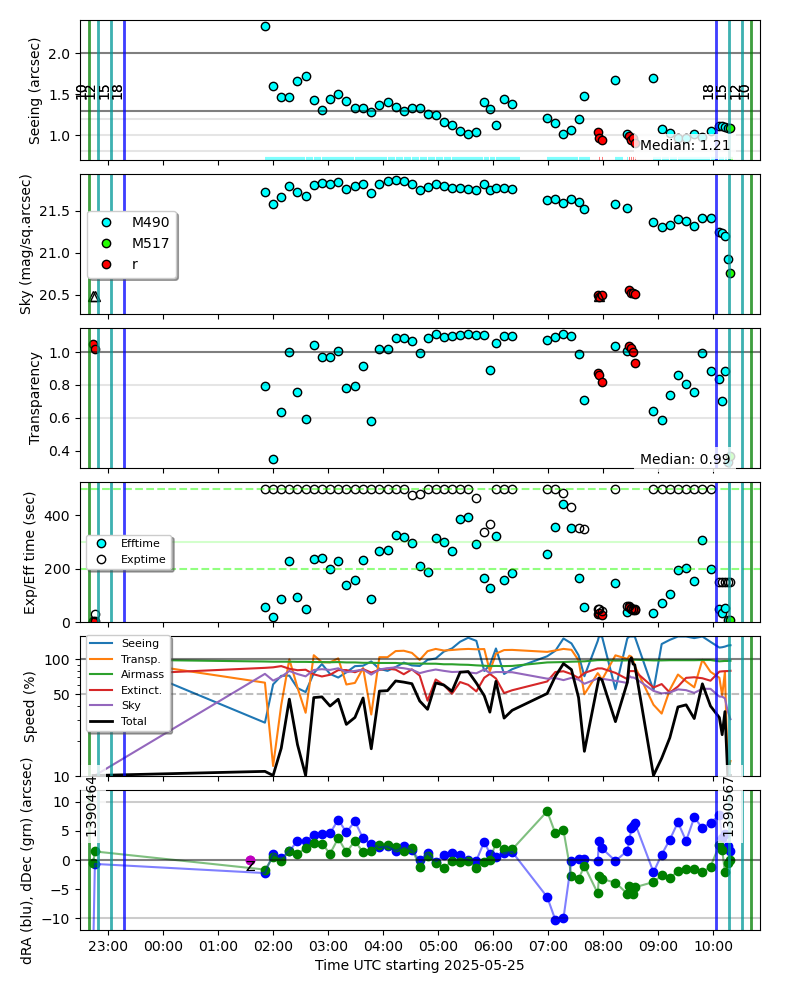 2.0
1.5
1.0
Seeing (arcsec)
10
12
15
18
18
15
12
10
Median: 1.21
21.5
21.0
20.5
Sky (mag/sq.arcsec)
M490
M517
r
1.0
0.8
0.6
0.4
Transparency
Median: 0.99
400
200
0
Exp/Eff time (sec)
Efftime
Exptime
100
50
10
Speed (%)
Seeing
Transp.
Airmass
Extinct.
Sky
Total
10
5
0
−5
−10
dRA (blu), dDec (grn) (arcsec)
1390464
2
1390567
23:00 00:00 01:00 02:00 03:00 04:00 05:00 06:00 07:00 08:00 09:00 10:00
Time UTC starting 2025-05-25